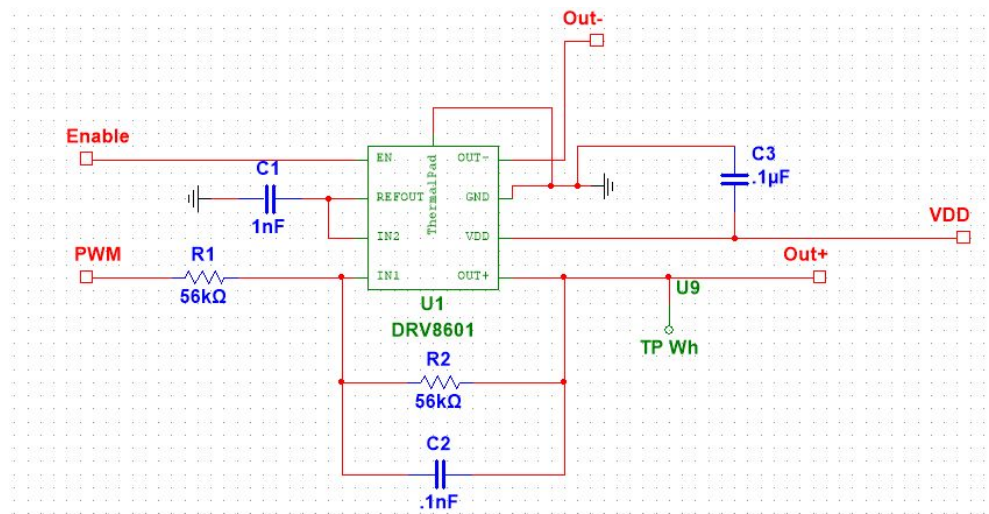 Out-
Enable
C1
1nF
EN
REFOUT
IN2
IN1
ThermalPad
OUT-
GND
VDD
OUT+
C3
.1µF
VDD
PWM
R1
56kΩ
Out+
U9
TP Wh
U1
DRV8601
R2
56kΩ
C2
.1nF